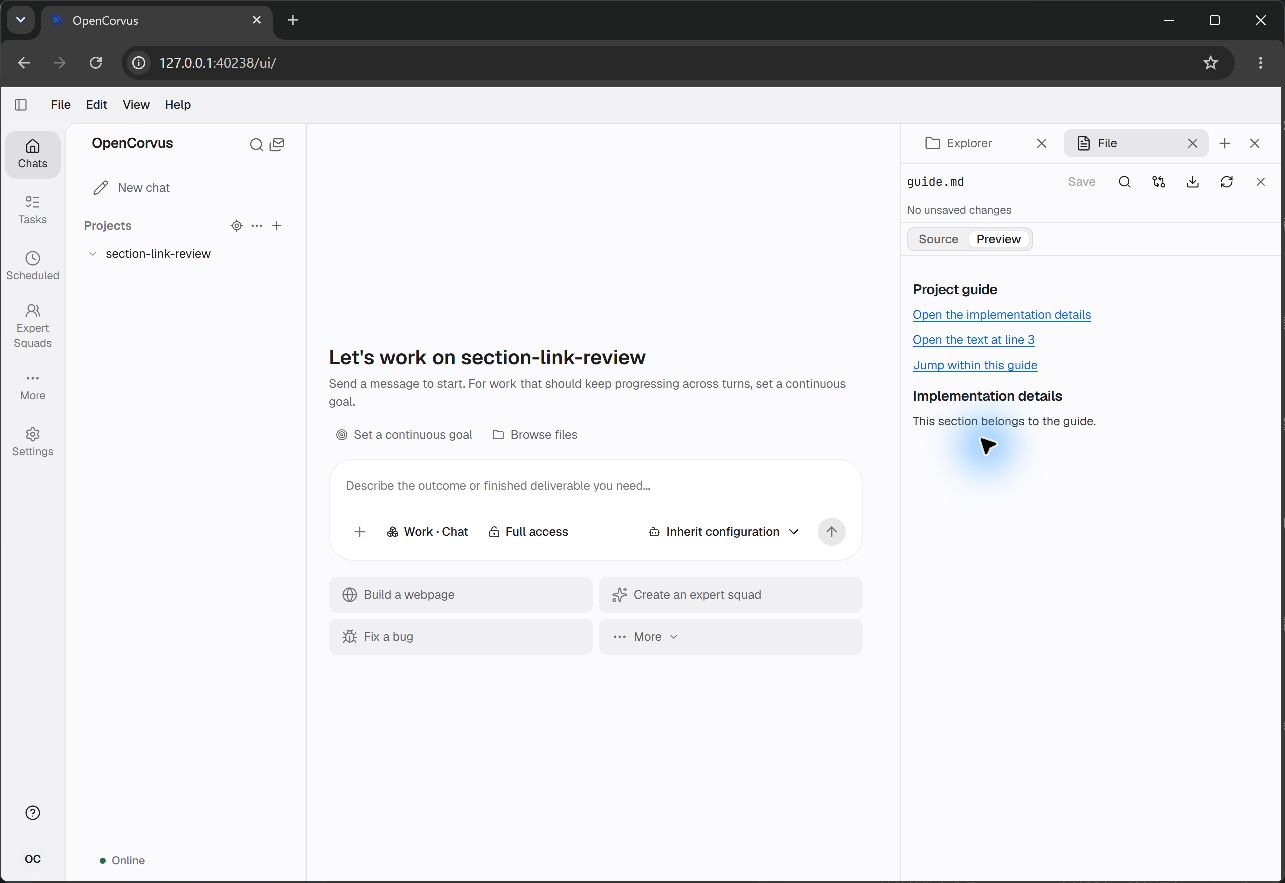 OpenCorvus
127.0.0.1:40238/ui/
File Edit View Help
Chats
Tasks
Scheduled
Expert
Squads
More
Settings
OC
OpenCorvus
New chat
Projects
section-link-review
Online
Let's work on section-link-review
Send a message to start. For work that should keep progressing across turns, set a continuous
goal.
Set a continuous goal Browse files
Describe the outcome or finished deliverable you need...
Work · Chat Full access Inherit configuration
Build a webpage Create an expert squad
Fix a bug More
Explorer File
guide.md Save
No unsaved changes
Source Preview
Project guide
Open the implementation details
Open the text at line 3
Jump within this guide
Implementation details
This section belongs to the guide.